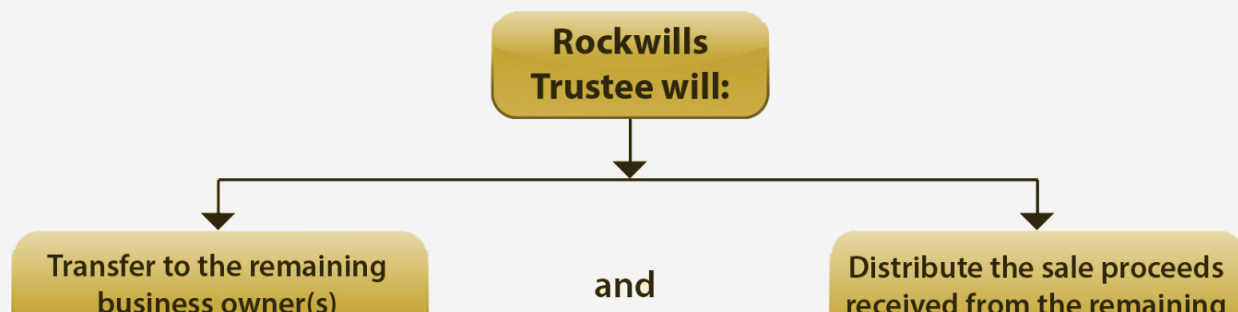 Rockwills
Trustee will:
Transfer to the remaining
business owner(s)
and
Distribute the sale proceeds
received from the remaining